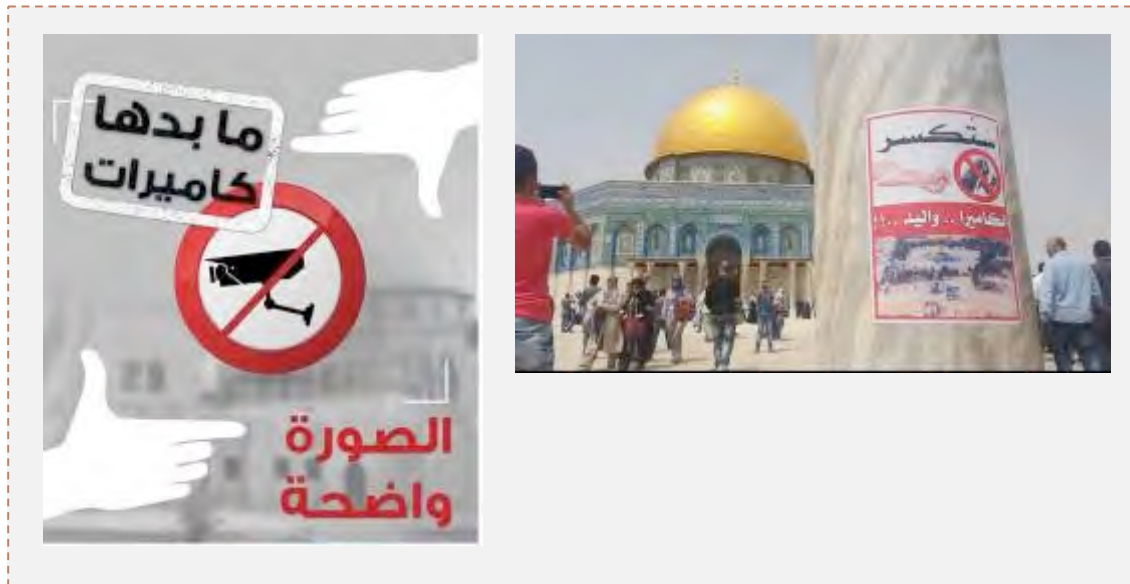 ما بدها
كاميرات
الصورة
واضحة
ستكسر
الكاميرا .. واليد ..!!